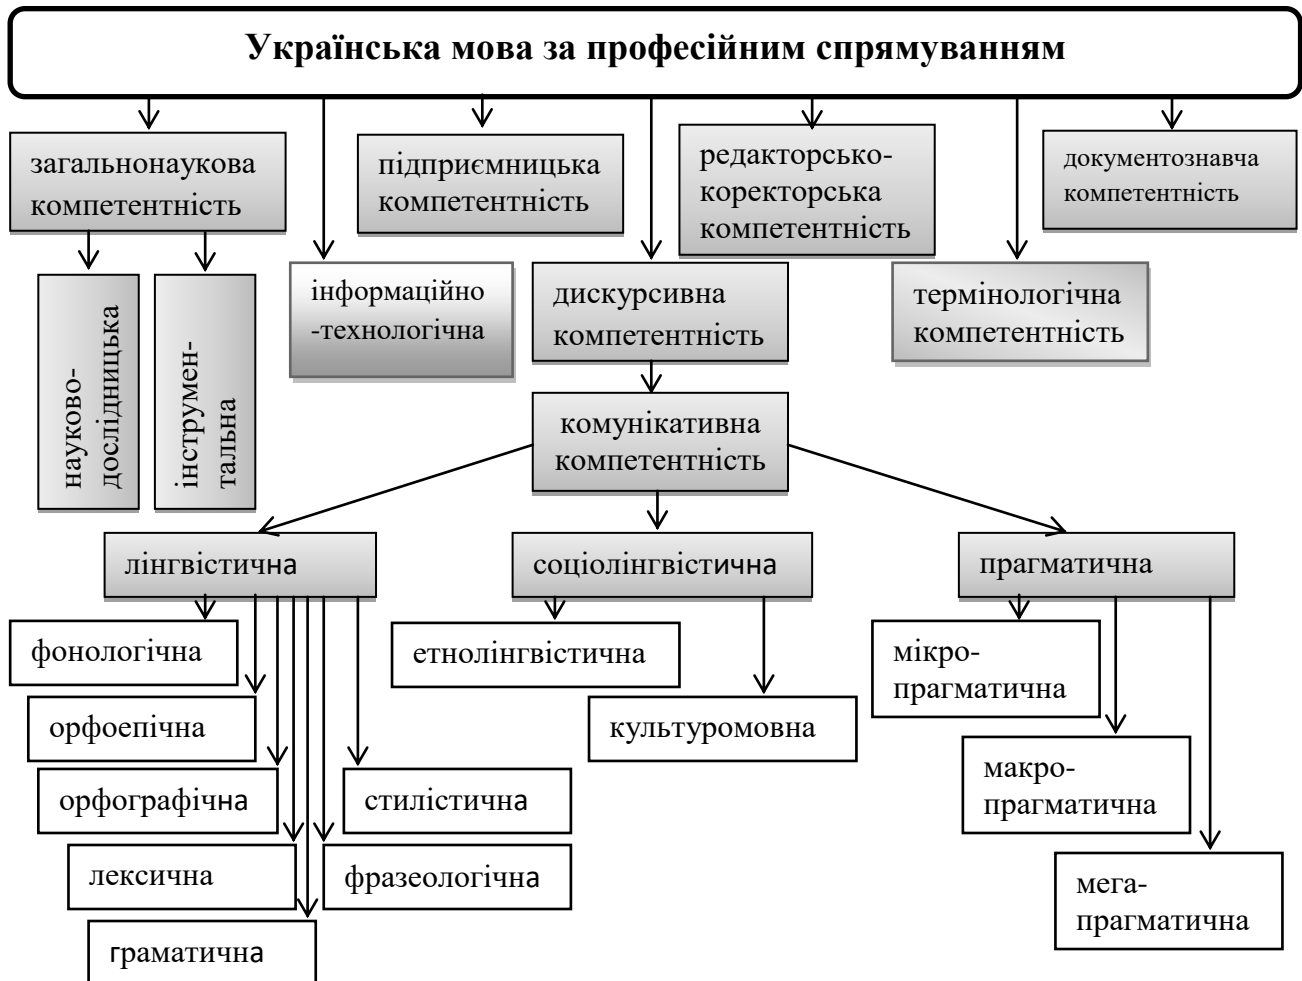 Українська мова за професійним спрямуванням
загальнонаукова
компетентність
підприємницька
компетентність
редакторсько-
коректорська
компетентність
документознавча
компетентність
науково-
дослідницька
інструмен-
тальна
інформаційно
-технологічна
дискурсивна
компетентність
термінологічна
компетентність
комунікативна
компетентність
лінгвістична
соціолінгвістична
прагматична
фонологічна
орфоепічна
орфографічна
лексична
граматична
стилістична
фразеологічна
етнолінгвістична
культуромовна
мікро-
прагматична
макро-
прагматична
мега-
прагматична